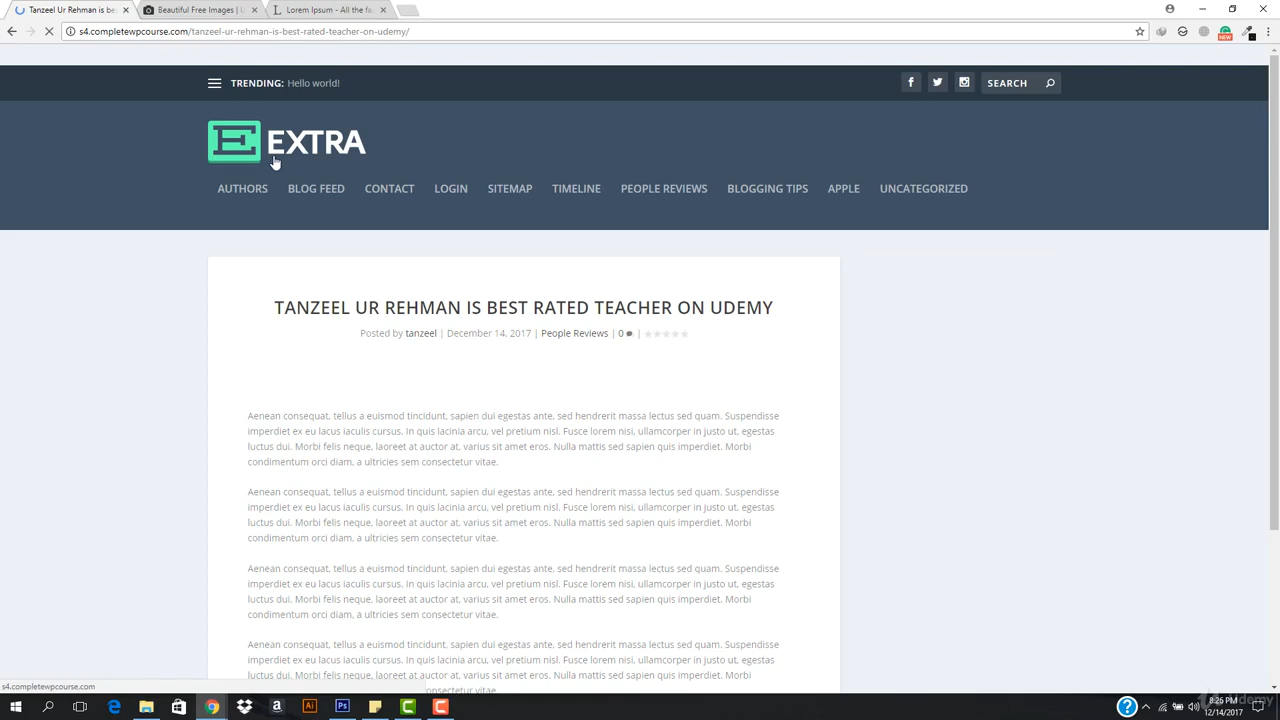 Tanzeel Ur Rehman is bes
Beautiful Free Images | U
Lorem Ipsum - All the fa
s4.completewpcourse.com/tanzeel-ur-rehman-is-best-rated-teacher-on-udemy/
NEW
TRENDING: Hello world!
SEARCH
E EXTRA
AUTHORS BLOG FEED CONTACT LOGIN SITEMAP TIMELINE PEOPLE REVIEWS BLOGGING TIPS APPLE UNCATEGORIZED
TANZEEL UR REHMAN IS BEST RATED TEACHER ON UDEMY
Posted by tanzeel | December 14, 2017 | People Reviews | 0 |
Aenean consequat, tellus a euismod tincidunt, sapien dui egestas ante, sed hendrerit massa lectus sed quam. Suspendisse
imperdiet ex eu lacus iaculis cursus. In quis lacinia arcu, vel pretium nisl. Fusce lorem nisi, ullamcorper in justo ut, egestas
luctus dui. Morbi felis neque, laoreet at auctor at, varius sit amet eros. Nulla mattis sed sapien quis imperdiet. Morbi
condimentum orci diam, a ultricies sem consectetur vitae.
Aenean consequat, tellus a euismod tincidunt, sapien dui egestas ante, sed hendrerit massa lectus sed quam. Suspendisse
imperdiet ex eu lacus iaculis cursus. In quis lacinia arcu, vel pretium nisl. Fusce lorem nisi, ullamcorper in justo ut, egestas
luctus dui. Morbi felis neque, laoreet at auctor at, varius sit amet eros. Nulla mattis sed sapien quis imperdiet. Morbi
condimentum orci diam, a ultricies sem consectetur vitae.
Aenean consequat, tellus a euismod tincidunt, sapien dui egestas ante, sed hendrerit massa lectus sed quam. Suspendisse
imperdiet ex eu lacus iaculis cursus. In quis lacinia arcu, vel pretium nisl. Fusce lorem nisi, ullamcorper in justo ut, egestas
luctus dui. Morbi felis neque, laoreet at auctor at, varius sit amet eros. Nulla mattis sed sapien quis imperdiet. Morbi
condimentum orci diam, a ultricies sem consectetur vitae.
Aenean consequat, tellus a euismod tincidunt, sapien dui egestas ante, sed hendrerit massa lectus sed quam. Suspendisse
imperdiet ex eu lacus iaculis cursus. In quis lacinia arcu, vel pretium nisl. Fusce lorem nisi, ullamcorper in justo ut, egestas
luctus dui. Morbi felis neque, laoreet at auctor at, varius sit amet eros. Nulla mattis sed sapien quis imperdiet. Morbi
consectetur vitae.
s4.completewpcourse.com
8:26 PM
12/14/2017
Udemy